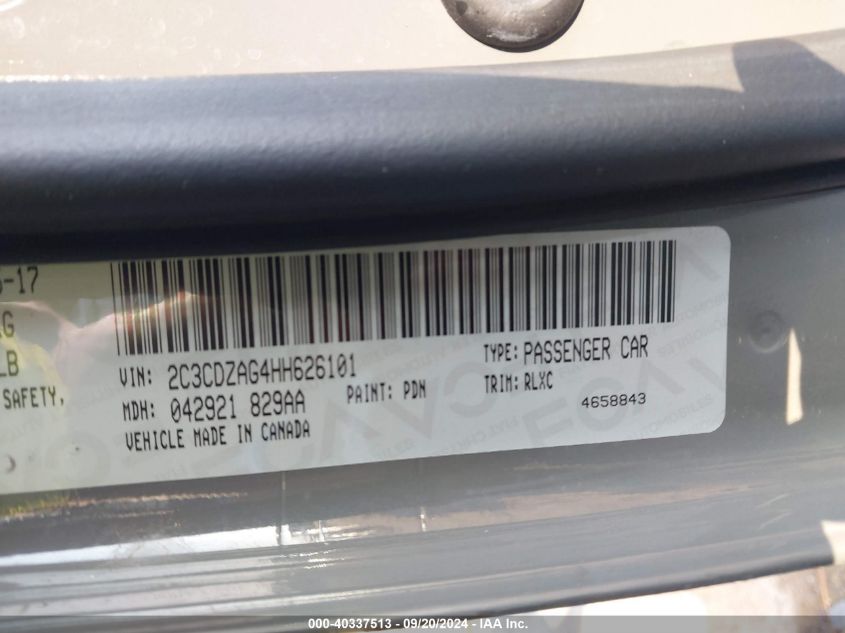 -17
G
LB
SAFETY,
VIN: 2C3CDZAG4HH626101
TYPE: PASSENGER CAR
MDH: 042921 829AA
PAINT: PDN
TRIM: RLXC
VEHICLE MADE IN CANADA
4658843
000-40337513 - 09/20/2024 - IAA Inc.